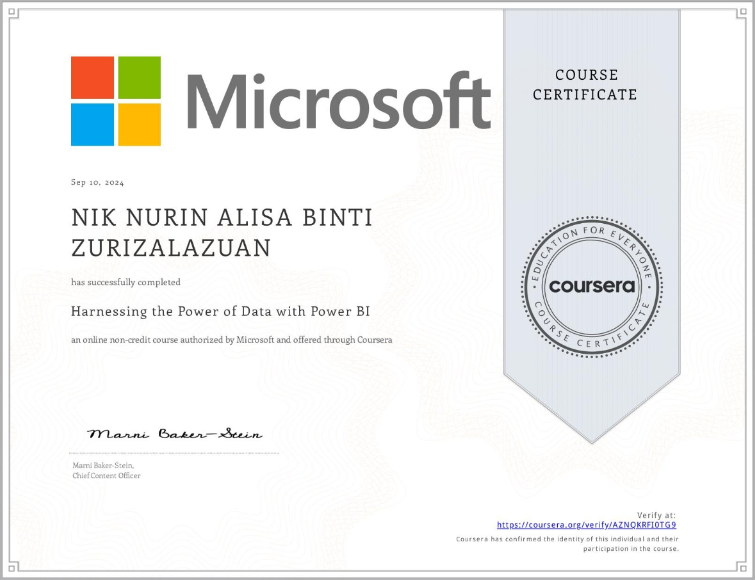 Microsoft
COURSE
CERTIFICATE
Sep 10, 2024
NIK NURIN ALISA BINTI
ZURIZALAZUAN
has successfully completed
Harnessing the Power of Data with Power BI
an online non-credit course authorized by Microsoft and offered through Coursera
EDUCATION FOR EVERYONE
coursera
COURSE CERTIFICATE
Marni Baker-Stein
Marni Baker-Stein,
Chief Content Officer
Verify at:
https://coursera.org/verify/AZNQKRFI0TG9
Coursera has confirmed the identity of this individual and their
participation in the course.